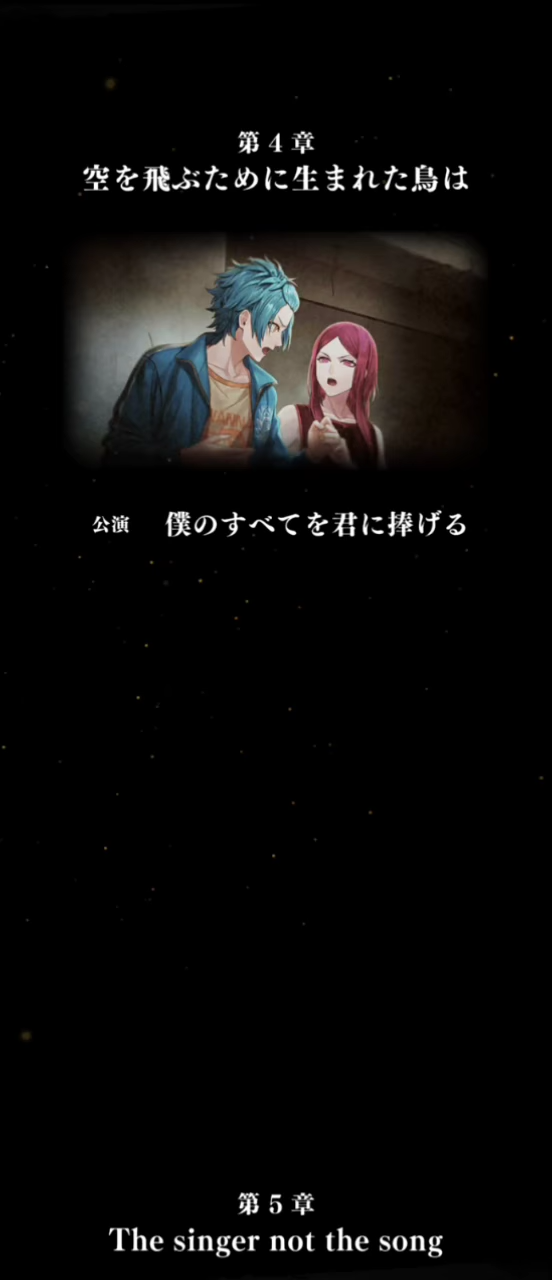 第4章
空を飛ぶために生まれた鳥は
公演 僕のすべてを君に捧げる
第5章
The singer not the song